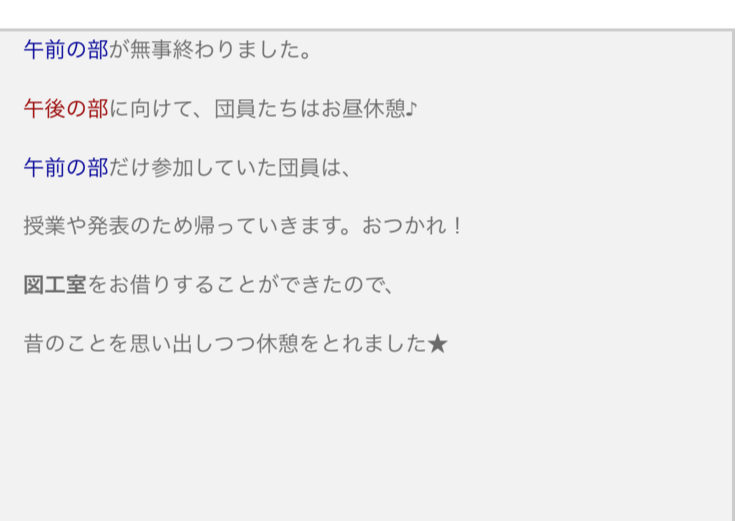 午前の部が無事終わりました。
午後の部に向けて、団員たちはお昼休憩♪
午前の部だけ参加していた団員は、
授業や発表のため帰っていきます。おつかれ！
図工室をお借りすることができたので、
昔のことを思い出しつつ休憩をとれました★